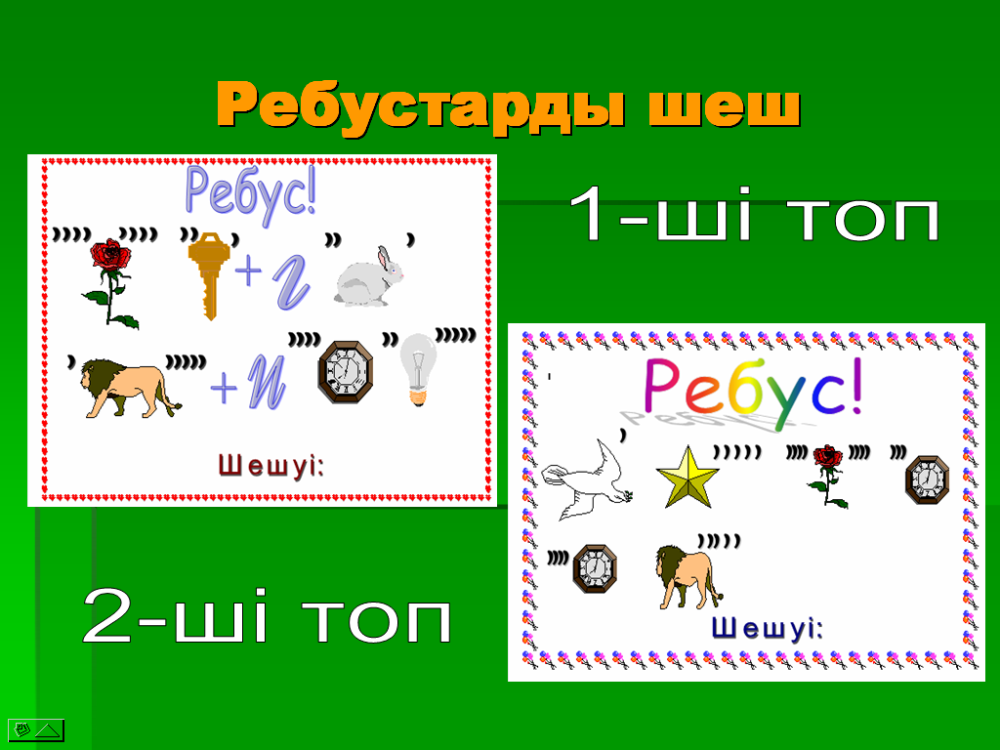 Ребустарды шеш
Ребус!
,,,, ,,,, ,, , + г ,, ,
, ,,,,, + и ,,,, ,, ,,,,,
Шешуі:
1-ші топ
Ребус!
,
,,,,, ,,,, ,,,, ,,,
,,,, ,,,,,
Шешуі:
2-ші топ